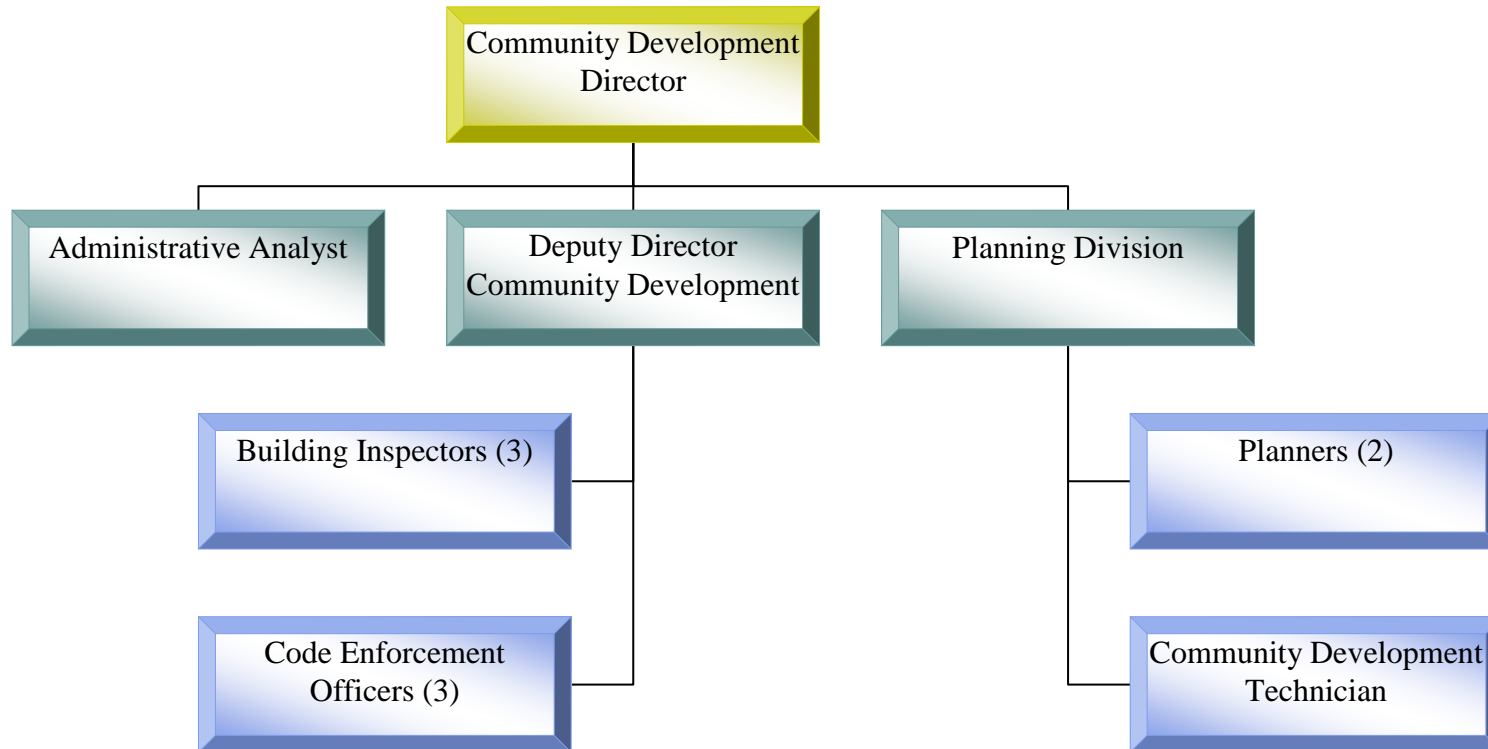 Community Development
Director
Administrative Analyst
Deputy Director
Community Development
Planning Division
Building Inspectors (3)
Planners (2)
Code Enforcement
Officers (3)
Community Development
Technician